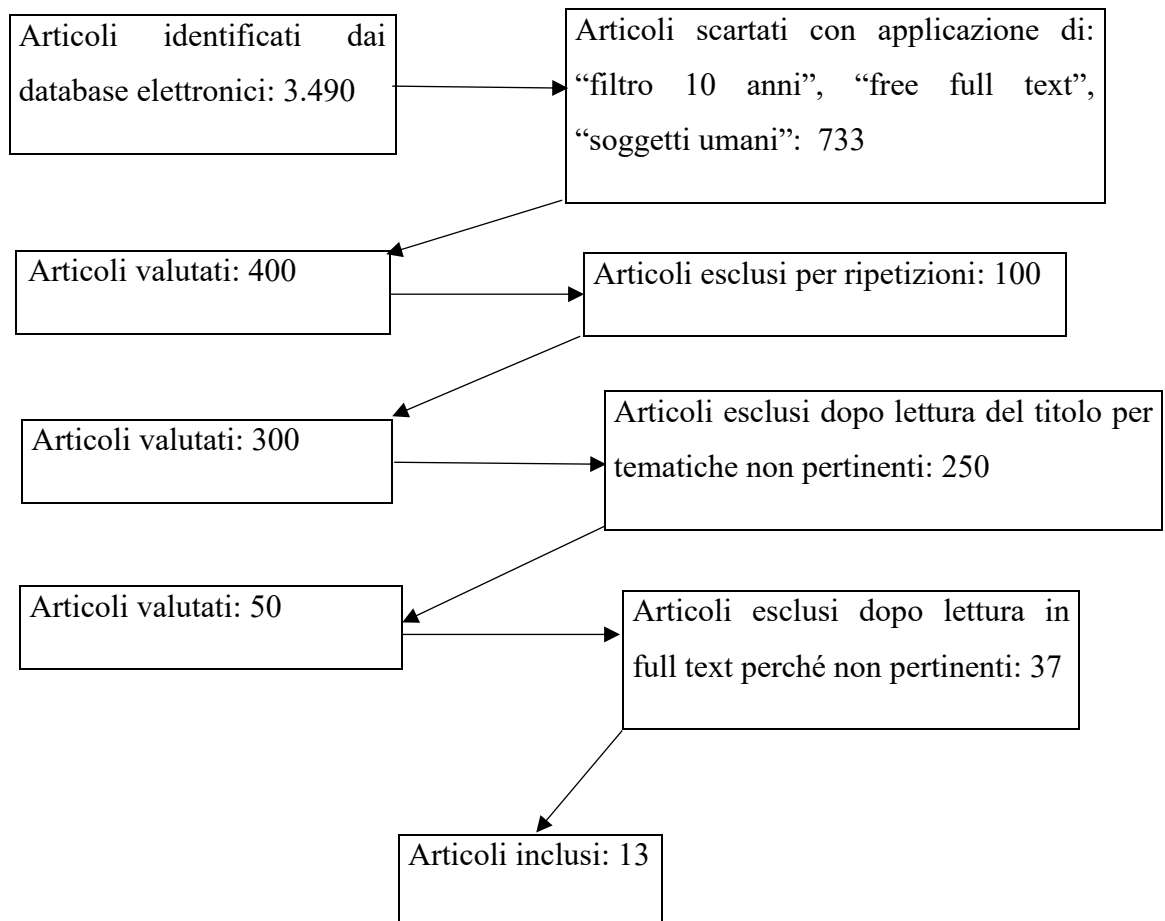 Articoli identificati dai
database elettronici: 3.490
Articoli scartati con applicazione di:
“filtro 10 anni”, “free full text”,
“soggetti umani”: 733
Articoli valutati: 400
Articoli esclusi per ripetizioni: 100
Articoli valutati: 300
Articoli esclusi dopo lettura del titolo per
tematiche non pertinenti: 250
Articoli valutati: 50
Articoli esclusi dopo lettura in
full text perché non pertinenti: 37
Articoli inclusi: 13